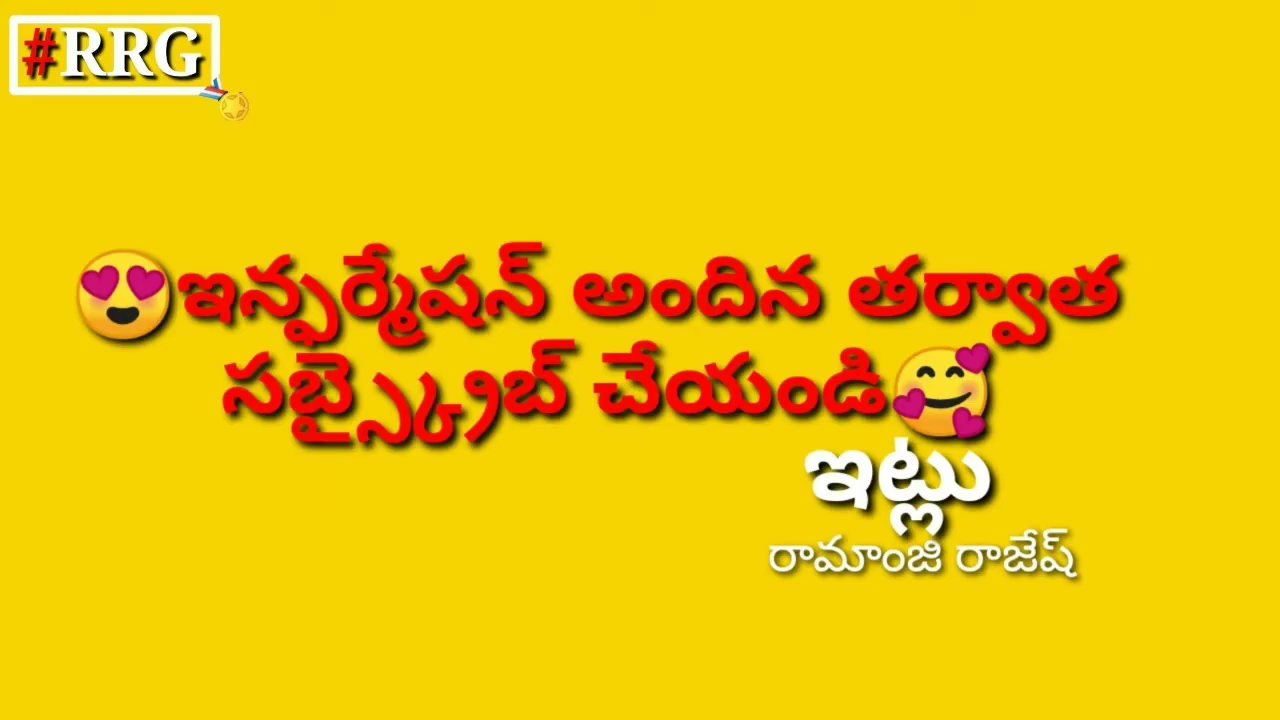 #RRG
😍ఇన్ఫర్మేషన్ అందిన తర్వాత
సబ్స్క్రైబ్ చేయండి🥰
ఇట్లు
రామాంజి రాజేష్